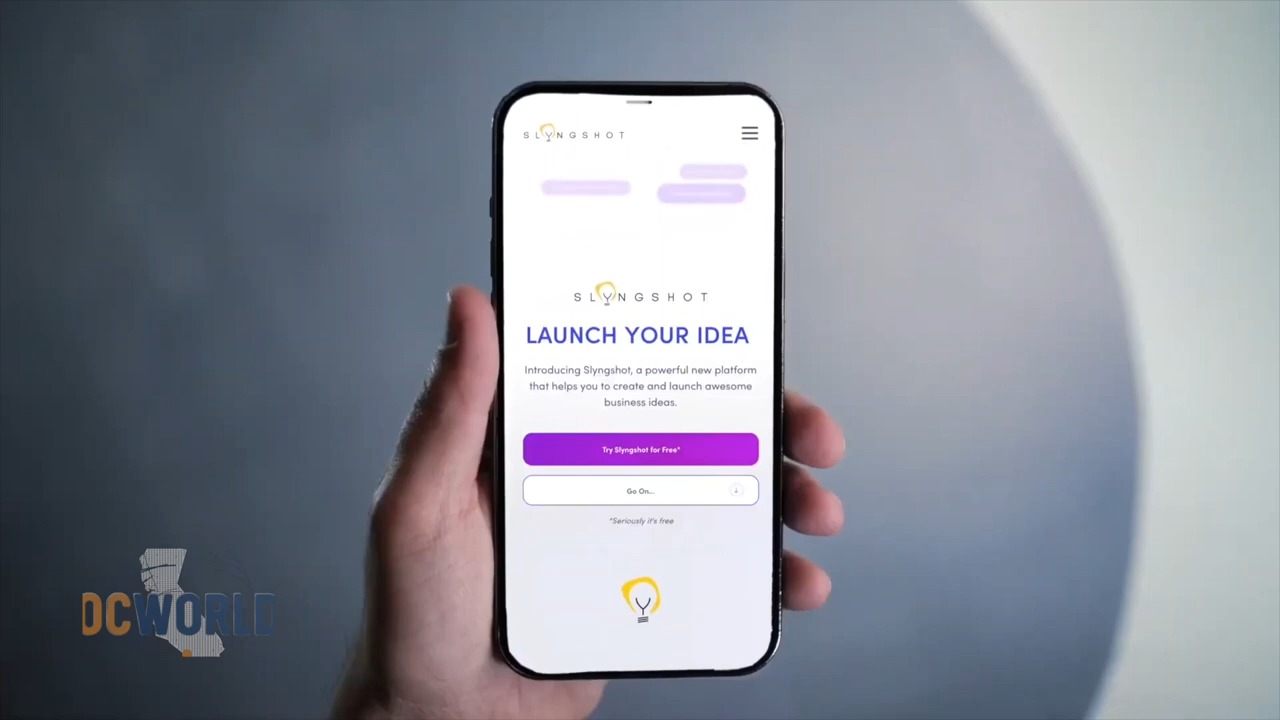 SLYNGSHOT
SLYNGSHOT
LAUNCH YOUR IDEA
Introducing Slyngshot, a powerful new platform
that helps you to create and launch awesome
business ideas.
Try Slyngshot for Free*
Go On...
*Seriously it's free
OCWORLD